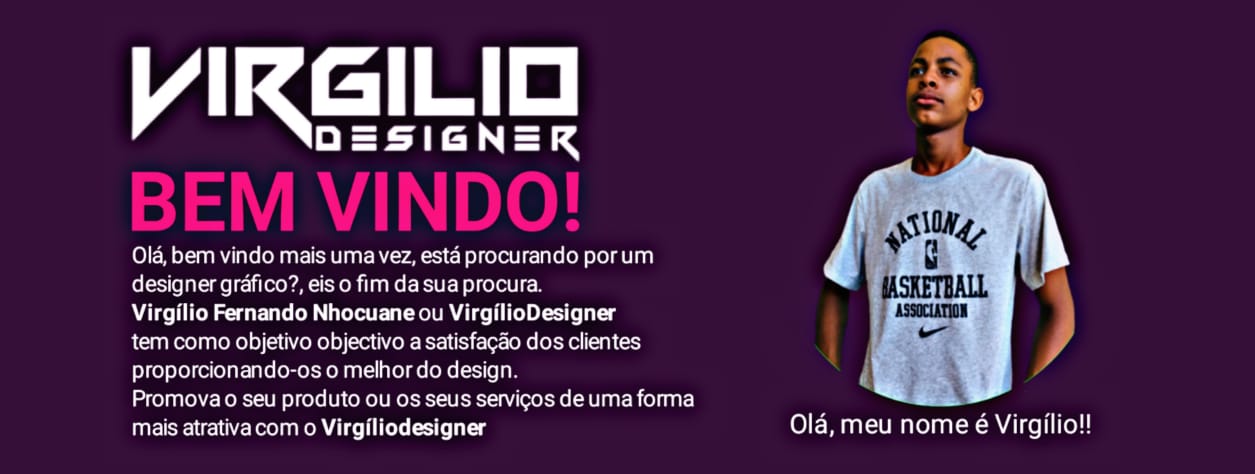 VIRGILIO
DESIGNER
BEM VINDO!
Olá, bem vindo mais uma vez, está procurando por um
designer gráfico?, eis o fim da sua procura.
Virgílio Fernando Nhocuane ou VirgílioDesigner
tem como objetivo objectivo a satisfação dos clientes
proporcionando-os o melhor do design.
Promova o seu produto ou os seus serviços de uma forma
mais atrativa com o Virgíliodesigner
NATIONAL
BASKETBALL
ASSOCIATION
Olá, meu nome é Virgílio!!